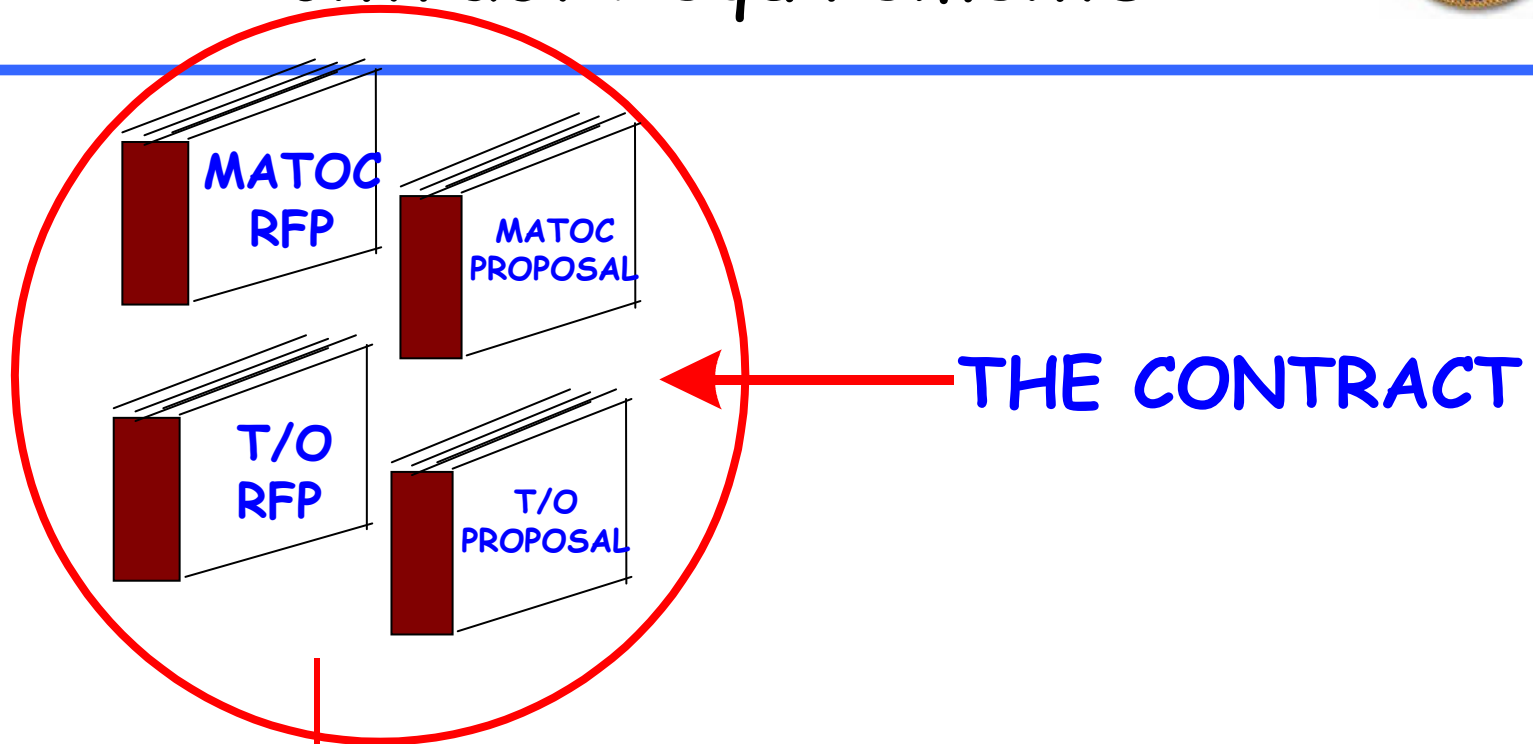 MATOC
RFP
MATOC
PROPOSAL
THE CONTRACT
T/O
RFP
T/O
PROPOSAL